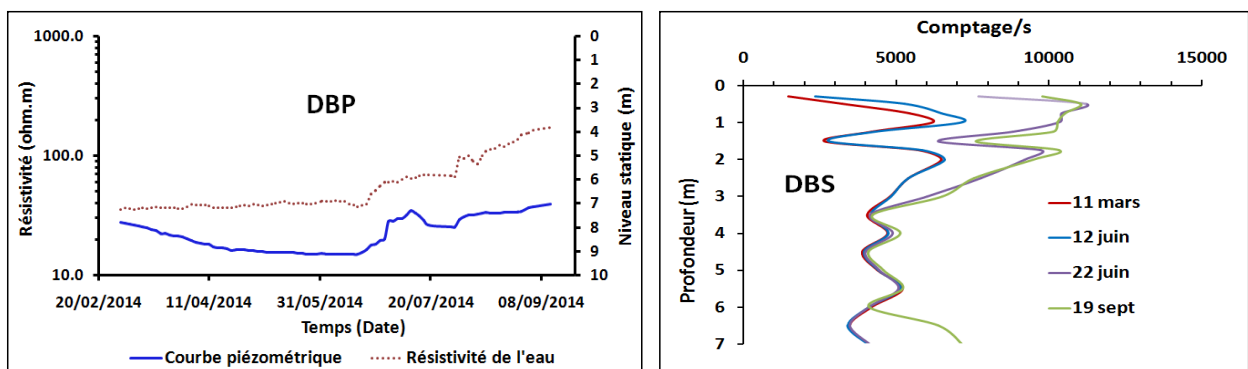 1000.0
100.0
10.0
Résistivité (ohm.m)
DBP
0
1
2
3
4
5
6
7
8
9
10
Niveau statique (m)
20/02/2014 11/04/2014 31/05/2014 20/07/2014 08/09/2014
Temps (Date)
Courbe piézométrique Résistivité de l'eau
Comptage/s
0 5000 10000 15000
0
1
2
3
4
5
6
7
Profondeur (m)
DBS
11 mars
12 juin
22 juin
19 sept